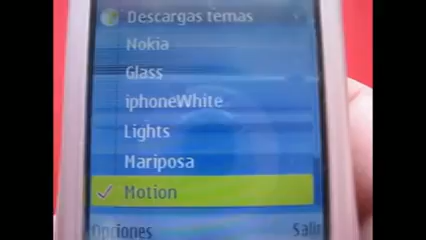 Descargas temas
Nokia
Glass
iphoneWhite
Lights
Mariposa
Motion
Opciones
Salir